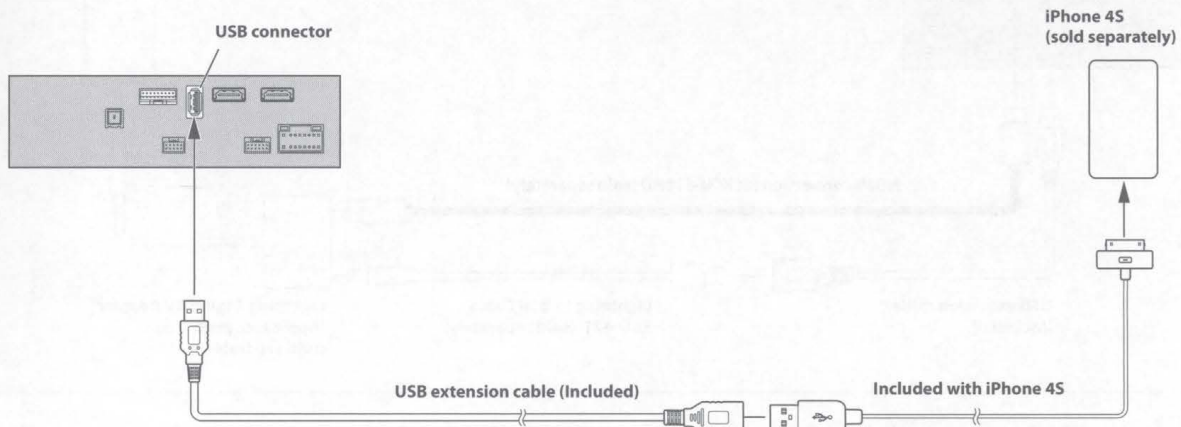 USB connector
iPhone 4S
(sold separately)
USB extension cable (Included)
Included with iPhone 4S